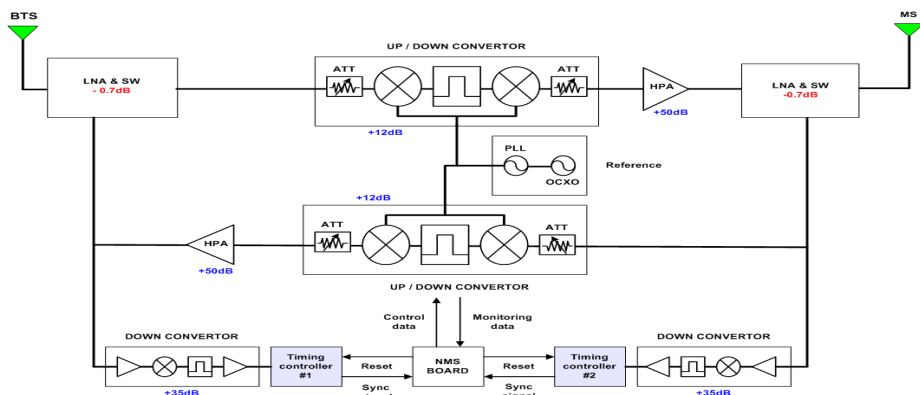 BTS
MS
UP / DOWN CONVERTOR
LNA & SW
- 0.7dB
ATT
ATT
HPA
+50dB
LNA & SW
-0.7dB
+12dB
PLL
OCXO
Reference
+12dB
ATT
ATT
HPA
+50dB
UP / DOWN CONVERTOR
Control
data
Monitoring
data
DOWN CONVERTOR
DOWN CONVERTOR
Timing
controller
#1
Reset
Sync
NMS
BOARD
Reset
Sync
signal
Timing
controller
#2
+35dB
+35dB